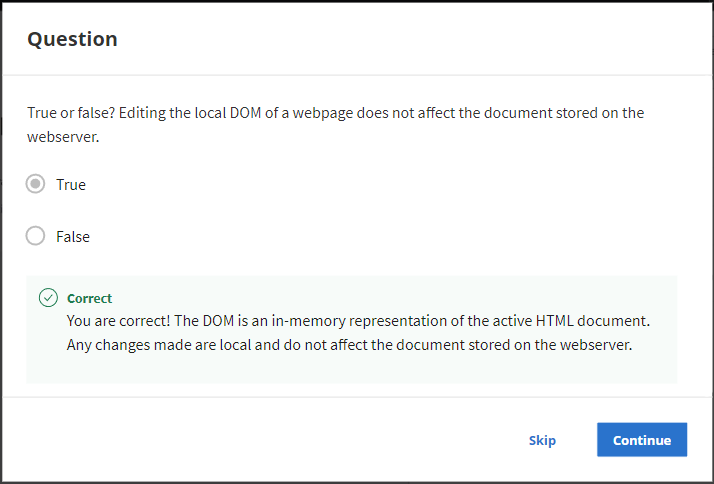 Question
True or false? Editing the local DOM of a webpage does not affect the document stored on the
webserver.
True
False
Correct
You are correct! The DOM is an in-memory representation of the active HTML document.
Any changes made are local and do not affect the document stored on the webserver.
Skip
Continue